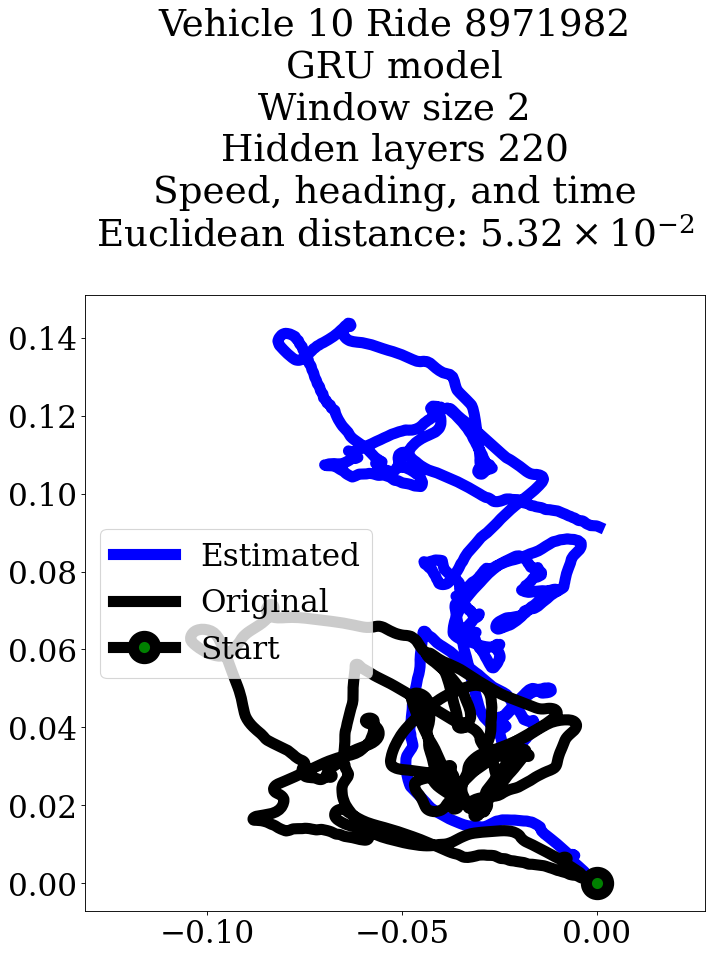 Vehicle 10 Ride 8971982
GRU model
Window size 2
Hidden layers 220
Speed, heading, and time
Euclidean distance: 5.32 × 10⁻²
0.14
0.12
0.10
0.08
0.06
0.04
0.02
0.00
Estimated
Original
Start
−0.10 −0.05 0.00